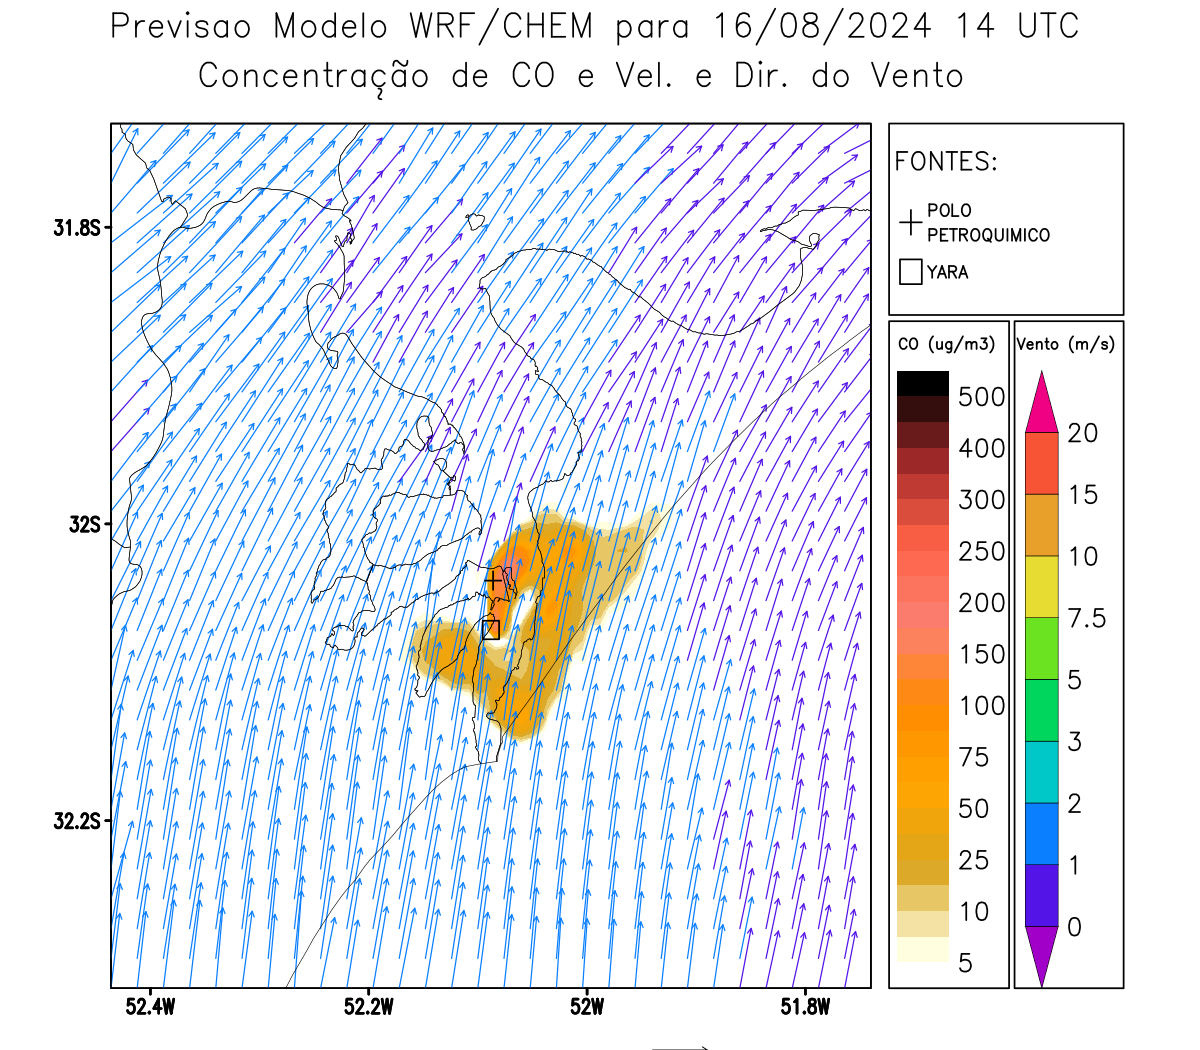 Previsao Modelo WRF/CHEM para 16/08/2024 14 UTC
Concentração de CO e Vel. e Dir. do Vento
FONTES:
POLO
PETROQUIMICO
YARA
31.8S
32S
32.2S
52.4W
52.2W
52W
51.8W
CO (ug/m3)
500
400
300
250
200
150
100
75
50
25
10
5
Vento (m/s)
20
15
10
7.5
5
3
2
1
0